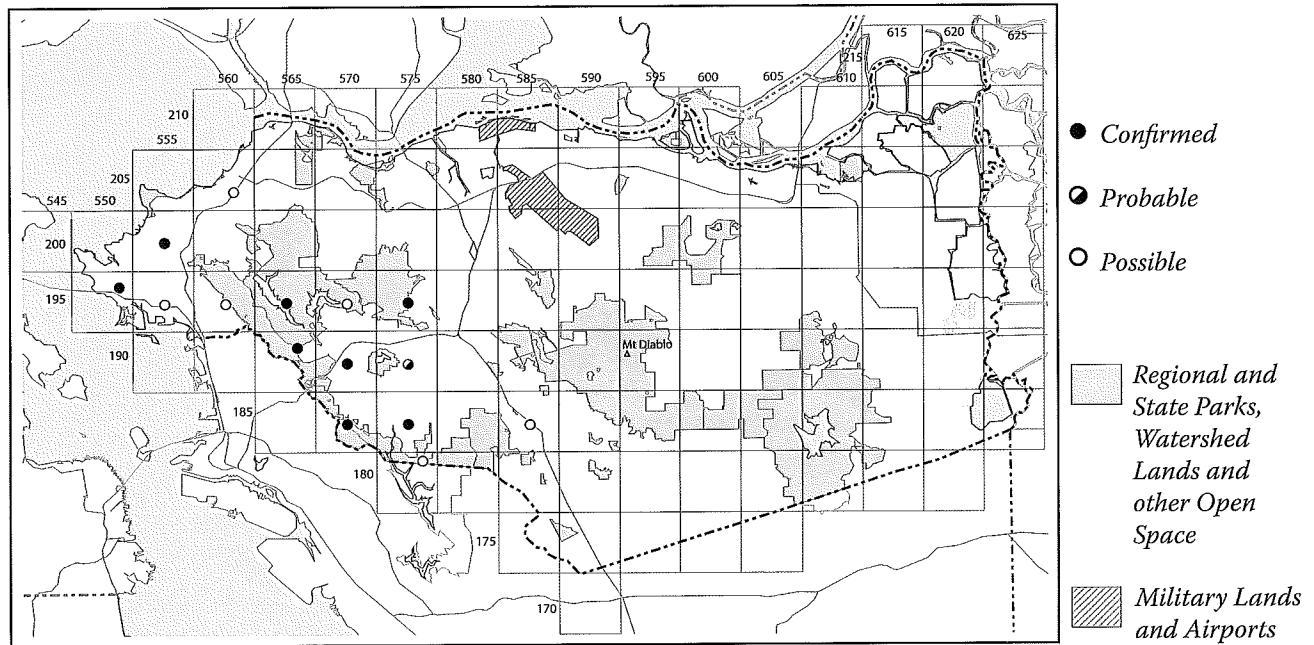 615
620
625
215
560
565
570
575
580
585
590
595
600
605
610
210
555
205
545
550
200
195
190
Mt Diablo
185
180
175
170
Confirmed
Probable
Possible
Regional and
State Parks,
Watershed
Lands and
other Open
Space
Military Lands
and Airports